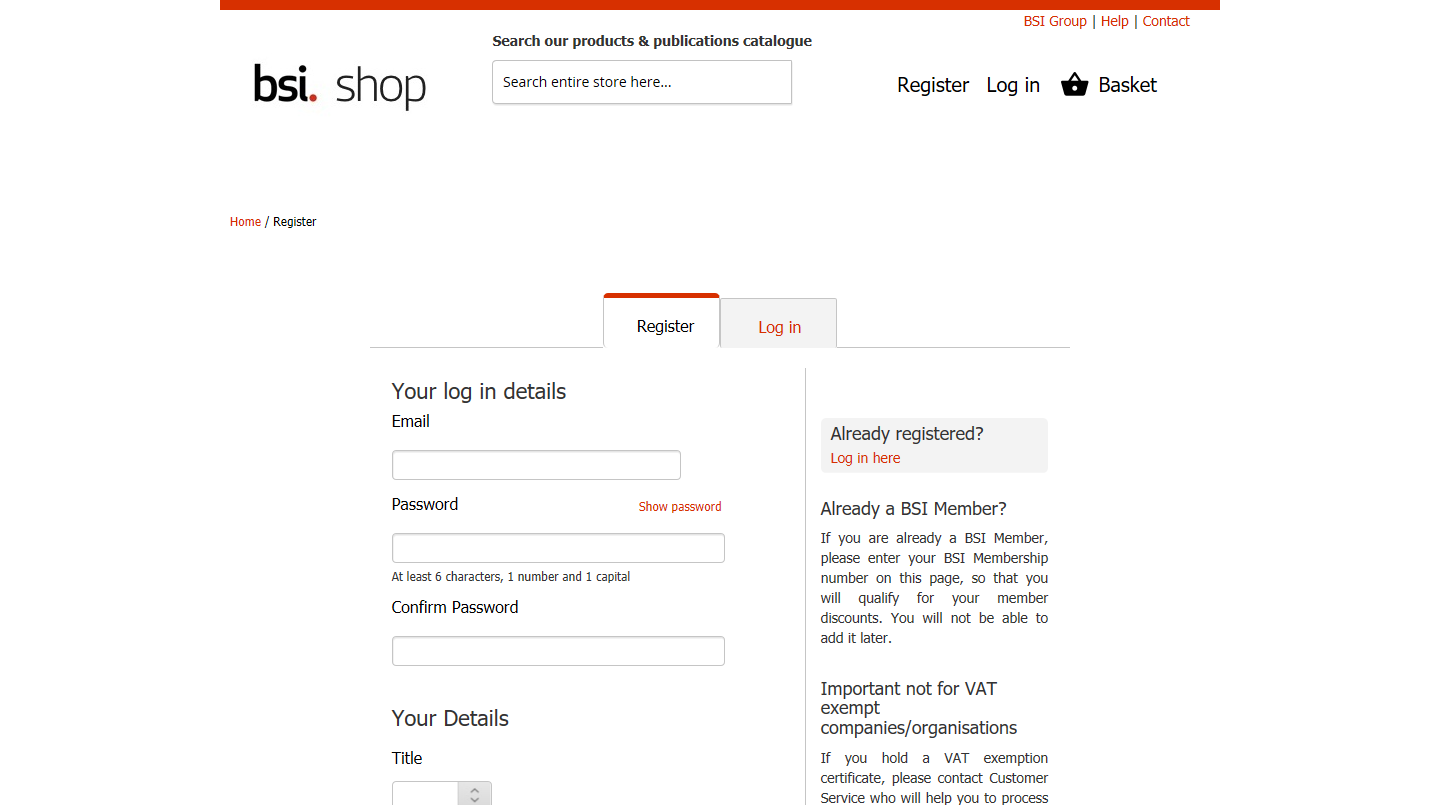 BSI Group | Help | Contact
Search our products & publications catalogue
bsi. shop
Search entire store here...
Register Log in Basket
Home / Register
Register Log in
Your log in details
Email
Password Show password
At least 6 characters, 1 number and 1 capital
Confirm Password
Your Details
Title
Already registered?
Log in here
Already a BSI Member?
If you are already a BSI Member,
please enter your BSI Membership
number on this page, so that you
will qualify for your member
discounts. You will not be able to
add it later.
Important not for VAT
exempt
companies/organisations
If you hold a VAT exemption
certificate, please contact Customer
Service who will help you to process